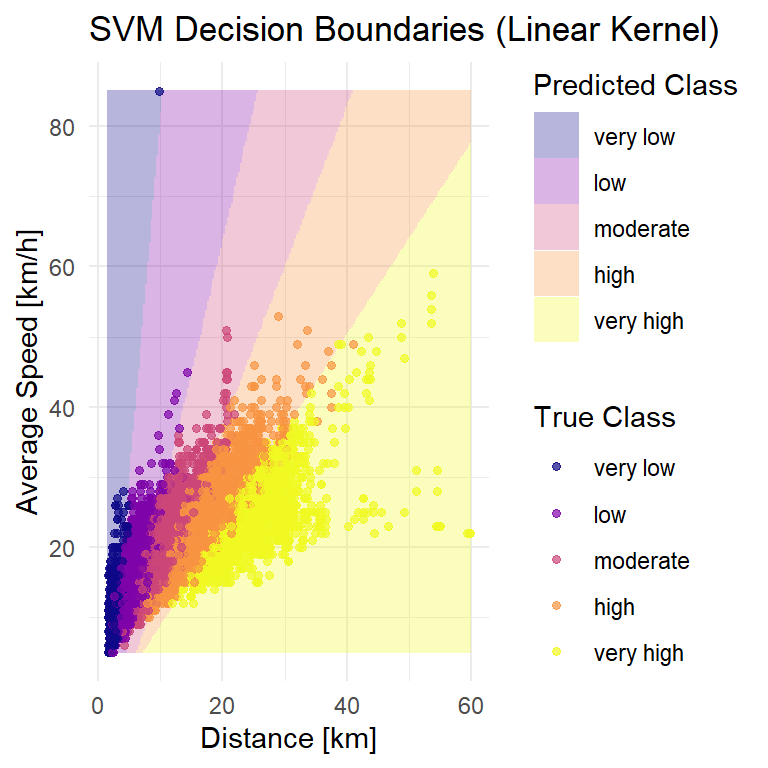 SVM Decision Boundaries (Linear Kernel)
Average Speed [km/h]
80
60
40
20
0
20
40
60
Distance [km]
Predicted Class
very low
low
moderate
high
very high
True Class
very low
low
moderate
high
very high